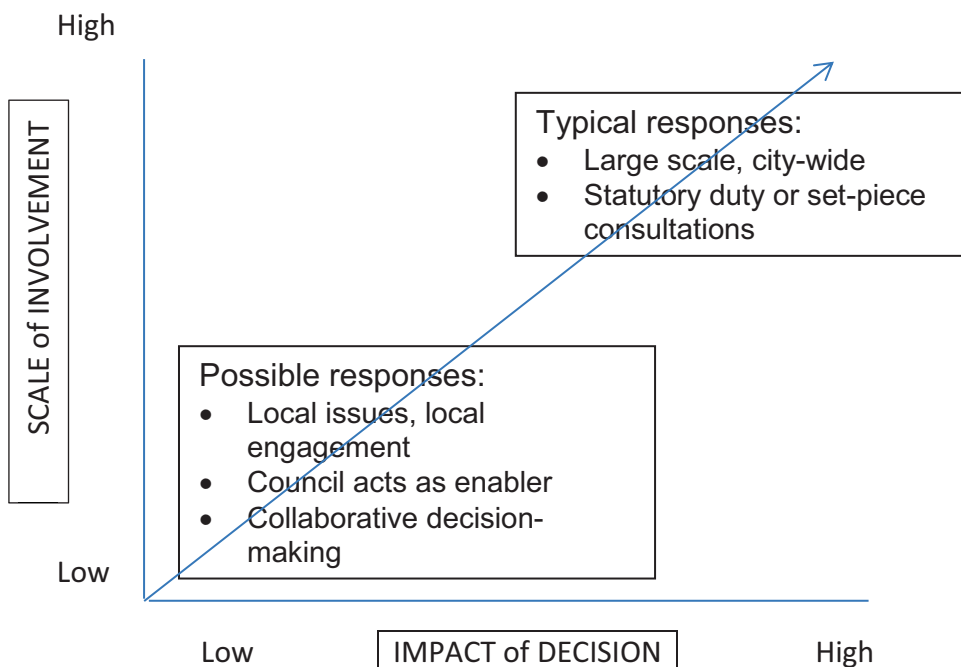 High
Typical responses:
• Large scale, city-wide
• Statutory duty or set-piece
consultations
SCALE of INVOLVEMENT
Possible responses:
• Local issues, local
engagement
• Council acts as enabler
• Collaborative decision-
making
Low
Low
IMPACT of DECISION
High